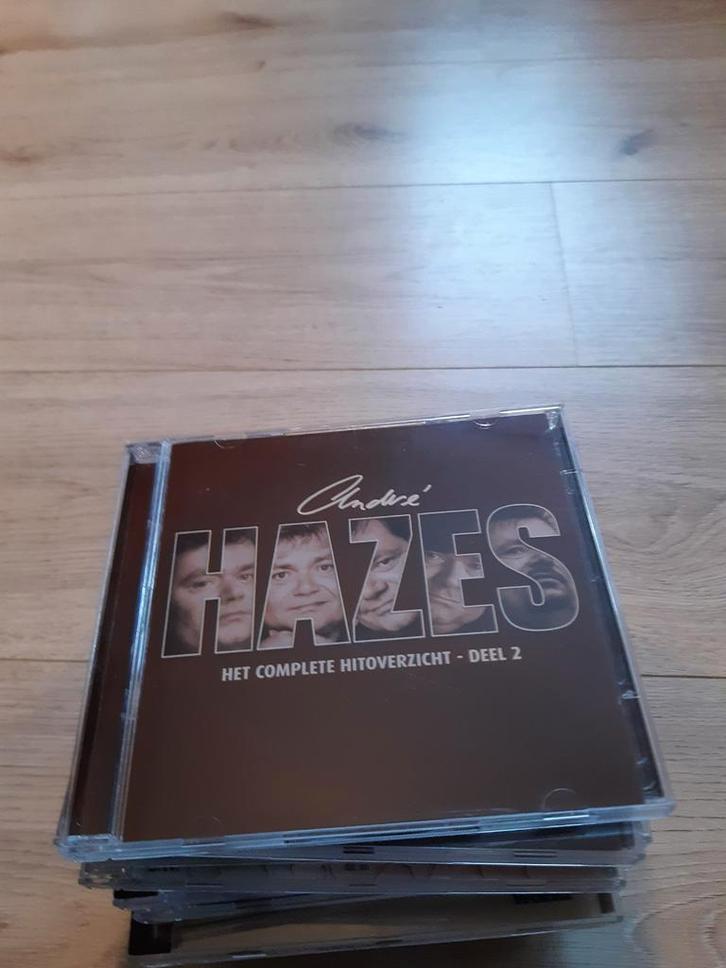 André
HAZES
HET COMPLETE HITOVERZICHT - DEEL 2